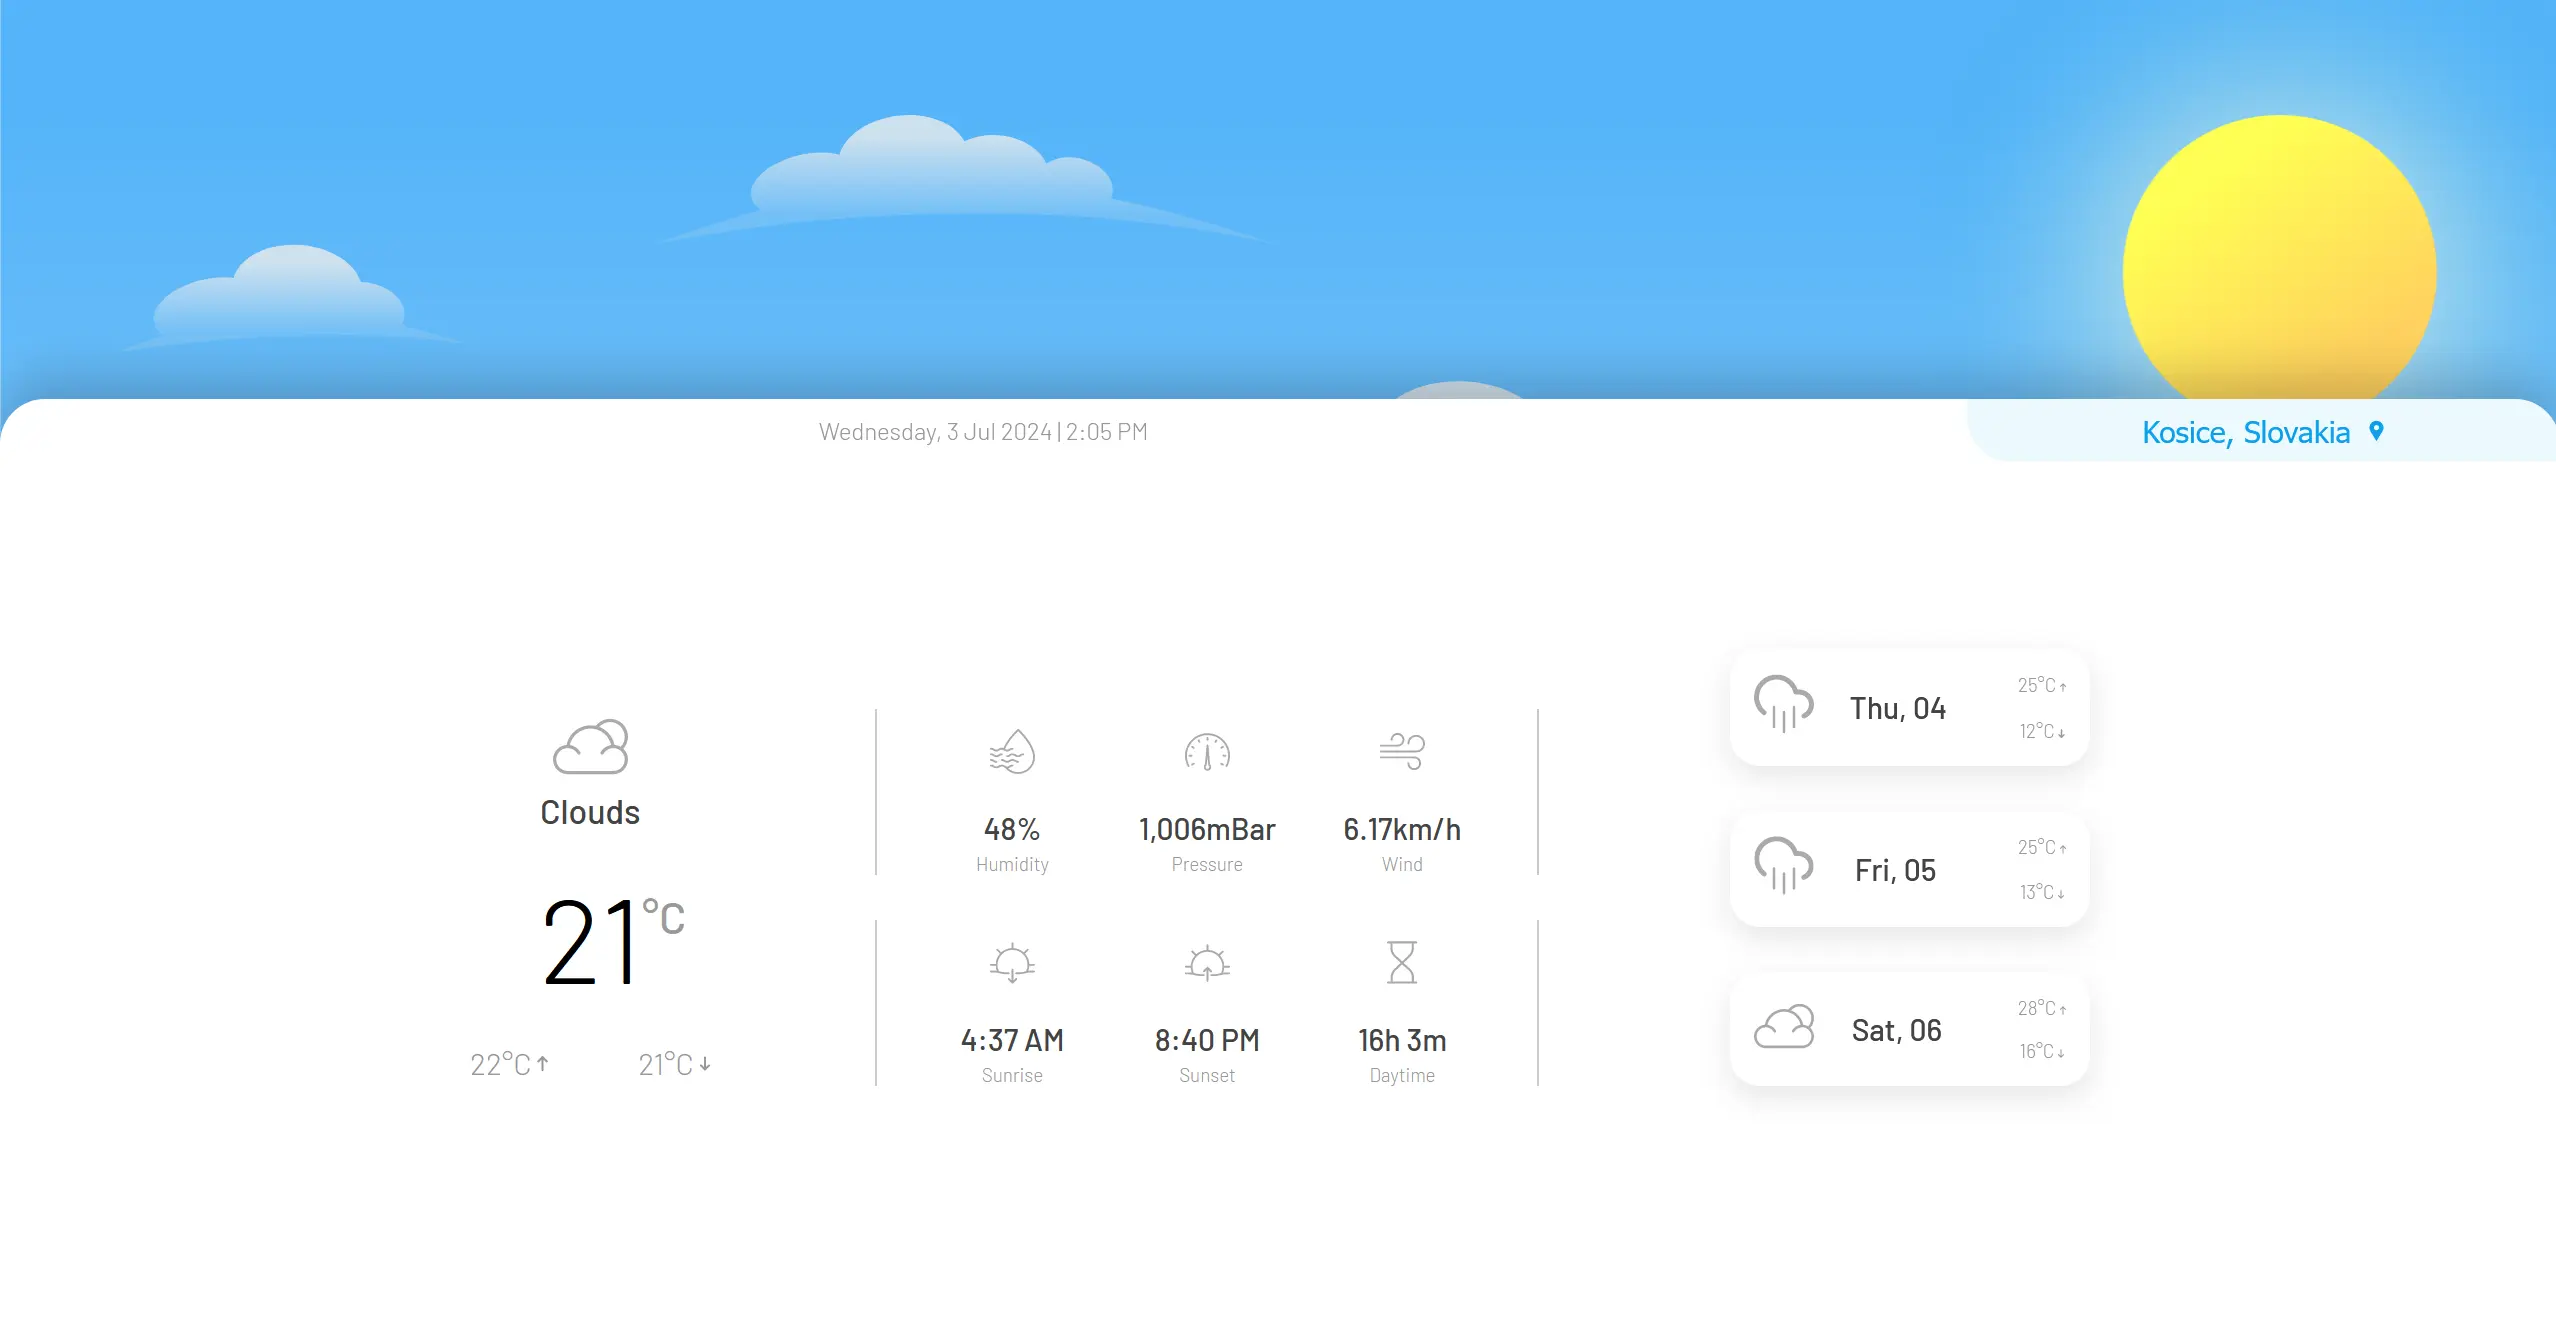 Wednesday, 3 Jul 2024 | 2:05 PM
Kosice, Slovakia
Clouds
21°C
22°C↑ 21°C↓
48% 1,006mBar 6.17km/h
Humidity Pressure Wind
4:37 AM 8:40 PM 16h 3m
Sunrise Sunset Daytime
Thu, 04
25°C↑
12°C↓
Fri, 05
25°C↑
13°C↓
Sat, 06
28°C↑
16°C↓